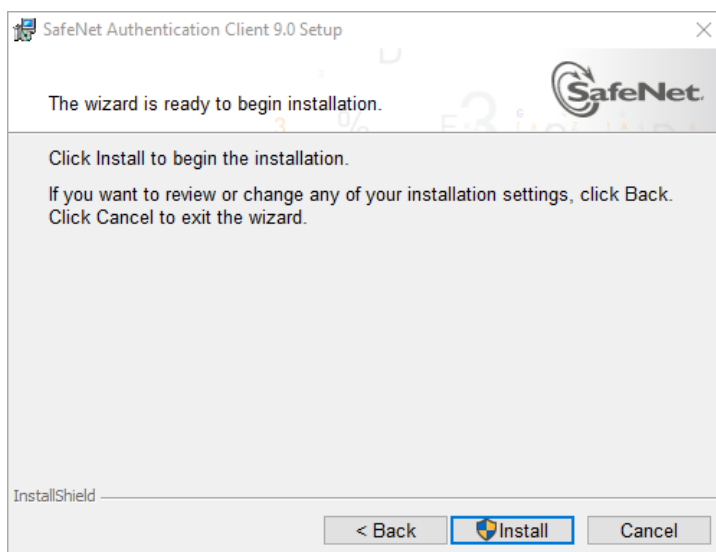 SafeNet Authentication Client 9.0 Setup
The wizard is ready to begin installation.
SafeNet.
Click Install to begin the installation.
If you want to review or change any of your installation settings, click Back.
Click Cancel to exit the wizard.
InstallShield
< Back
Install
Cancel